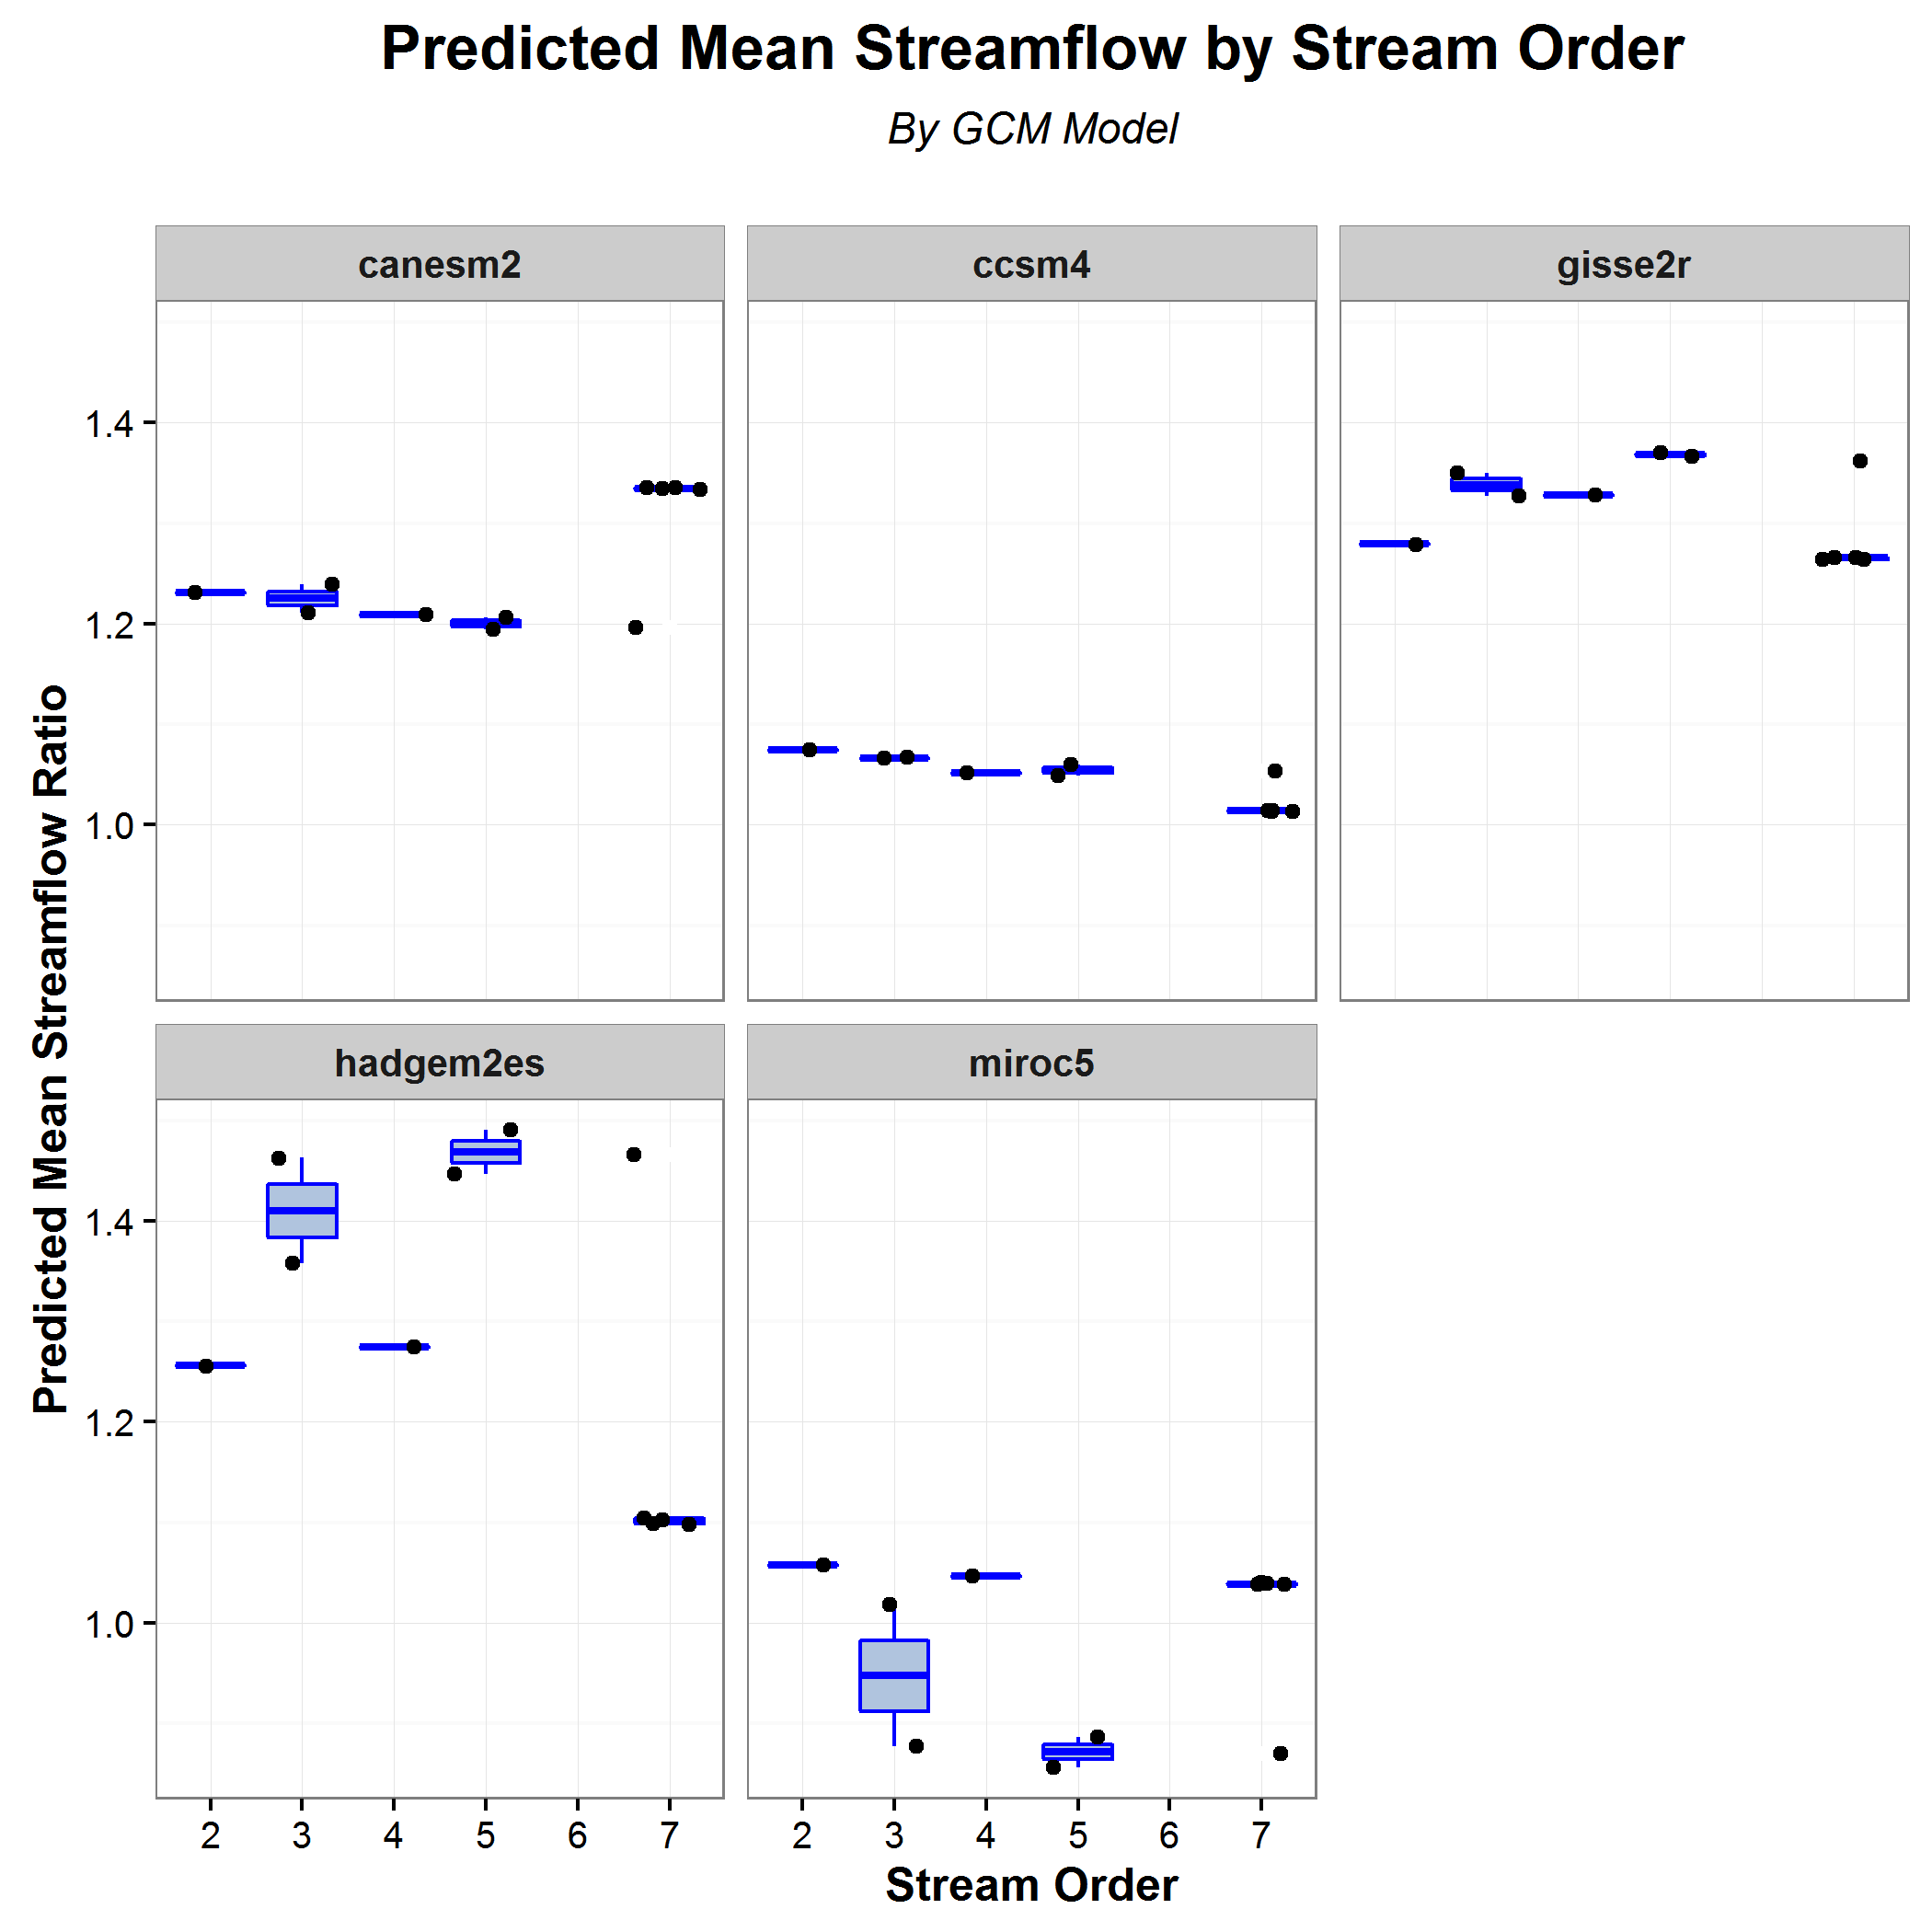 Predicted Mean Streamflow by Stream Order
By GCM Model
canesm2
ccsm4
gisse2r
1.4
1.2
1.0
Predicted Mean Streamflow Ratio
hadgem2es
miroc5
1.4
1.2
1.0
2 3 4 5 6 7
2 3 4 5 6 7
Stream Order